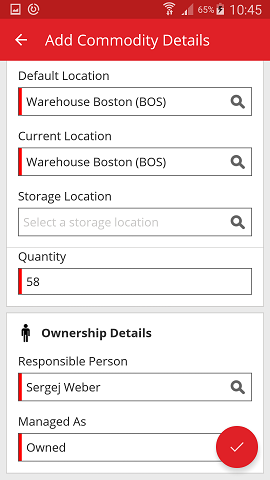 65% 10:45
Add Commodity Details
Default Location
Warehouse Boston (BOS)
Current Location
Warehouse Boston (BOS)
Storage Location
Select a storage location
Quantity
58
Ownership Details
Responsible Person
Sergej Weber
Managed As
Owned